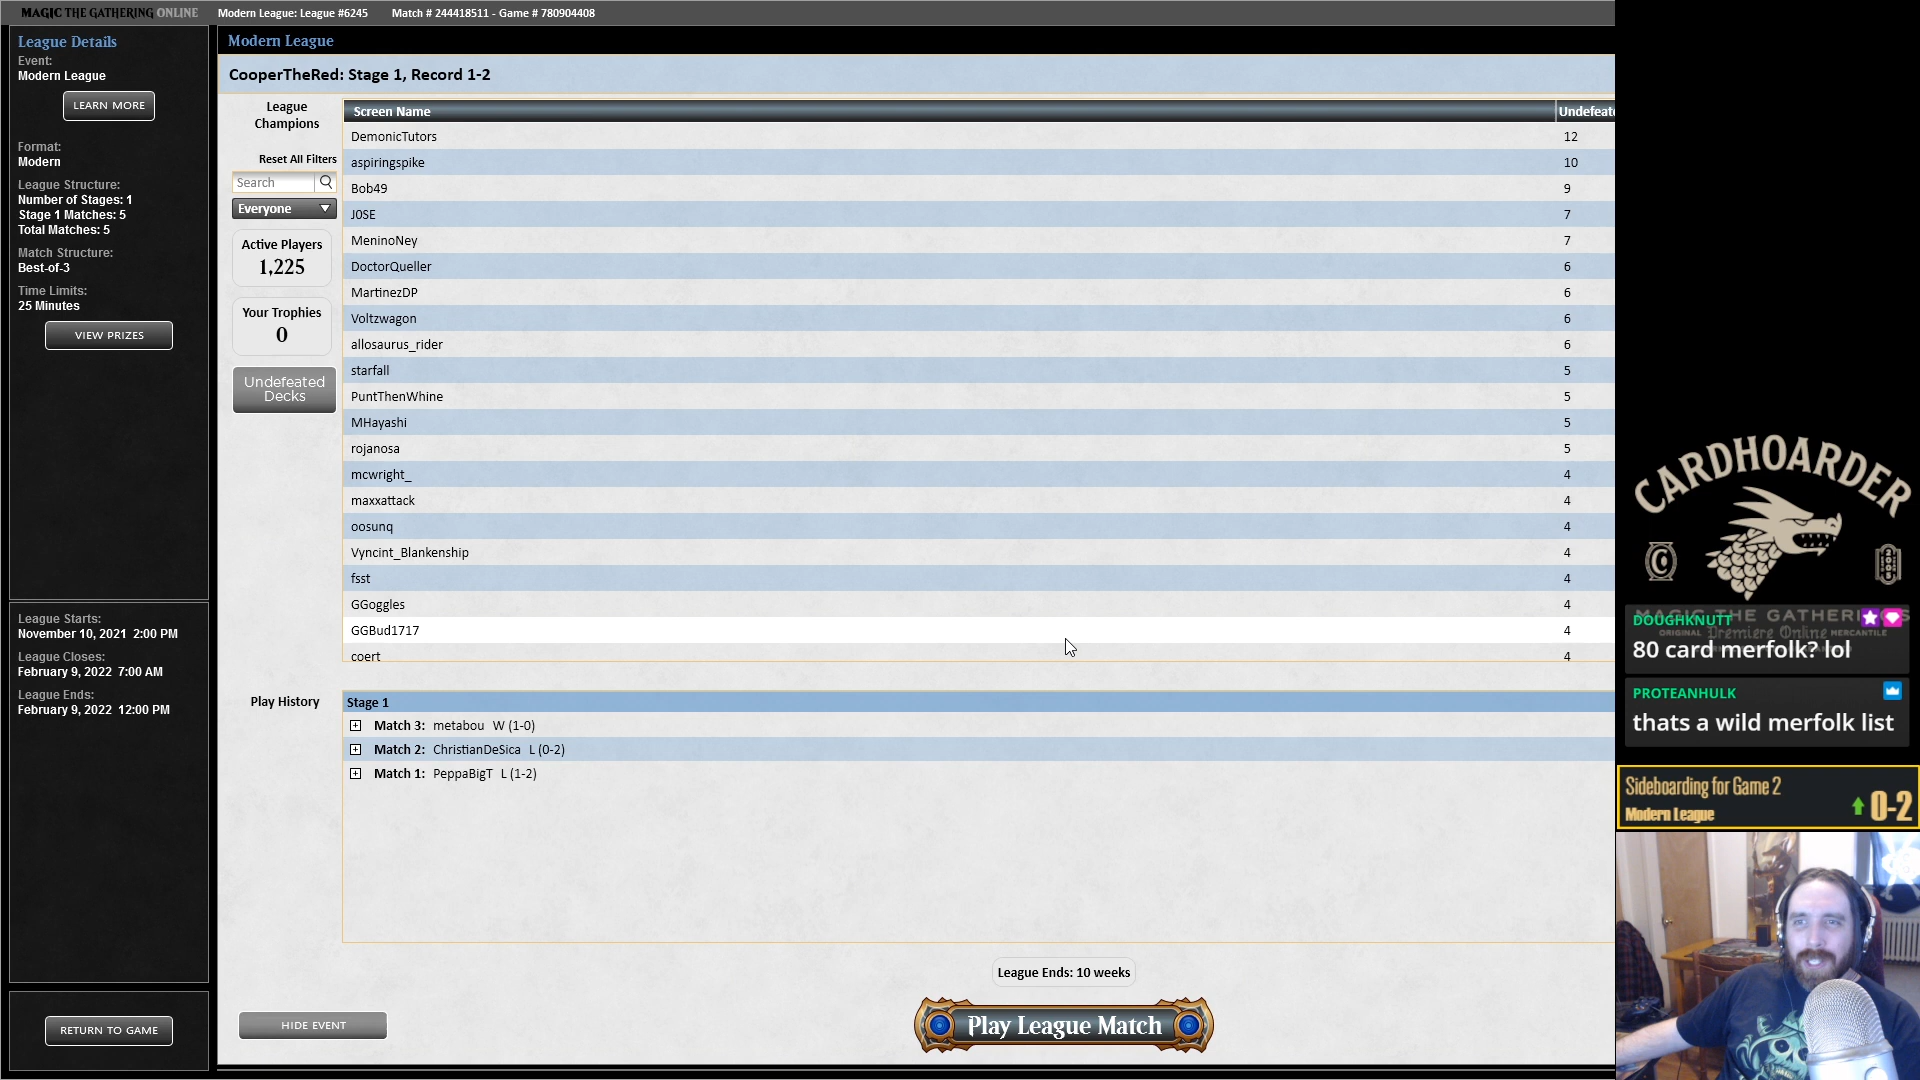 MAGIC THE GATHERING ONLINE
Modern League: League #6245
Match # 244418511 - Game # 780904408
League Details
Event:
Modern League
LEARN MORE
Format:
Modern
League Structure:
Number of Stages: 1
Stage 1 Matches: 5
Total Matches: 5
Match Structure:
Best-of-3
Time Limits:
25 Minutes
VIEW PRIZES
League Starts:
November 10, 2021 2:00 PM
League Closes:
February 9, 2022 7:00 AM
League Ends:
February 9, 2022 12:00 PM
RETURN TO GAME
Modern League
CooperTheRed: Stage 1, Record 1-2
League
Champions
Reset All Filters
Search
Everyone
Active Players
1,225
Your Trophies
0
Undefeated
Decks
Screen Name Undefeate
DemonicTutors 12
aspiringspike 10
Bob49 9
J0SE 7
MeninoNey 7
DoctorQueller 6
MartinezDP 6
Voltzwagon 6
allosaurus_rider 6
starfall 5
PuntThenWhine 5
MHayashi 5
rojanosa 5
mcwright_ 4
maxxattack 4
oosunq 4
Vyncint_Blankenship 4
fsst 4
GGoggles 4
GGBud1717 4
coert 4
Play History
Stage 1
Match 3: metabou W (1-0)
Match 2: ChristianDeSica L (0-2)
Match 1: PeppaBigT L (1-2)
League Ends: 10 weeks
HIDE EVENT
Play League Match
CARDHOARDER
MAGIC THE GATHERING
ORIGINAL Premiere Online MERCANTILE
DOUGHKNUTT
80 card merfolk? lol
PROTEANHULK
thats a wild merfolk list
Sideboarding for Game 2
Modern League
0-2